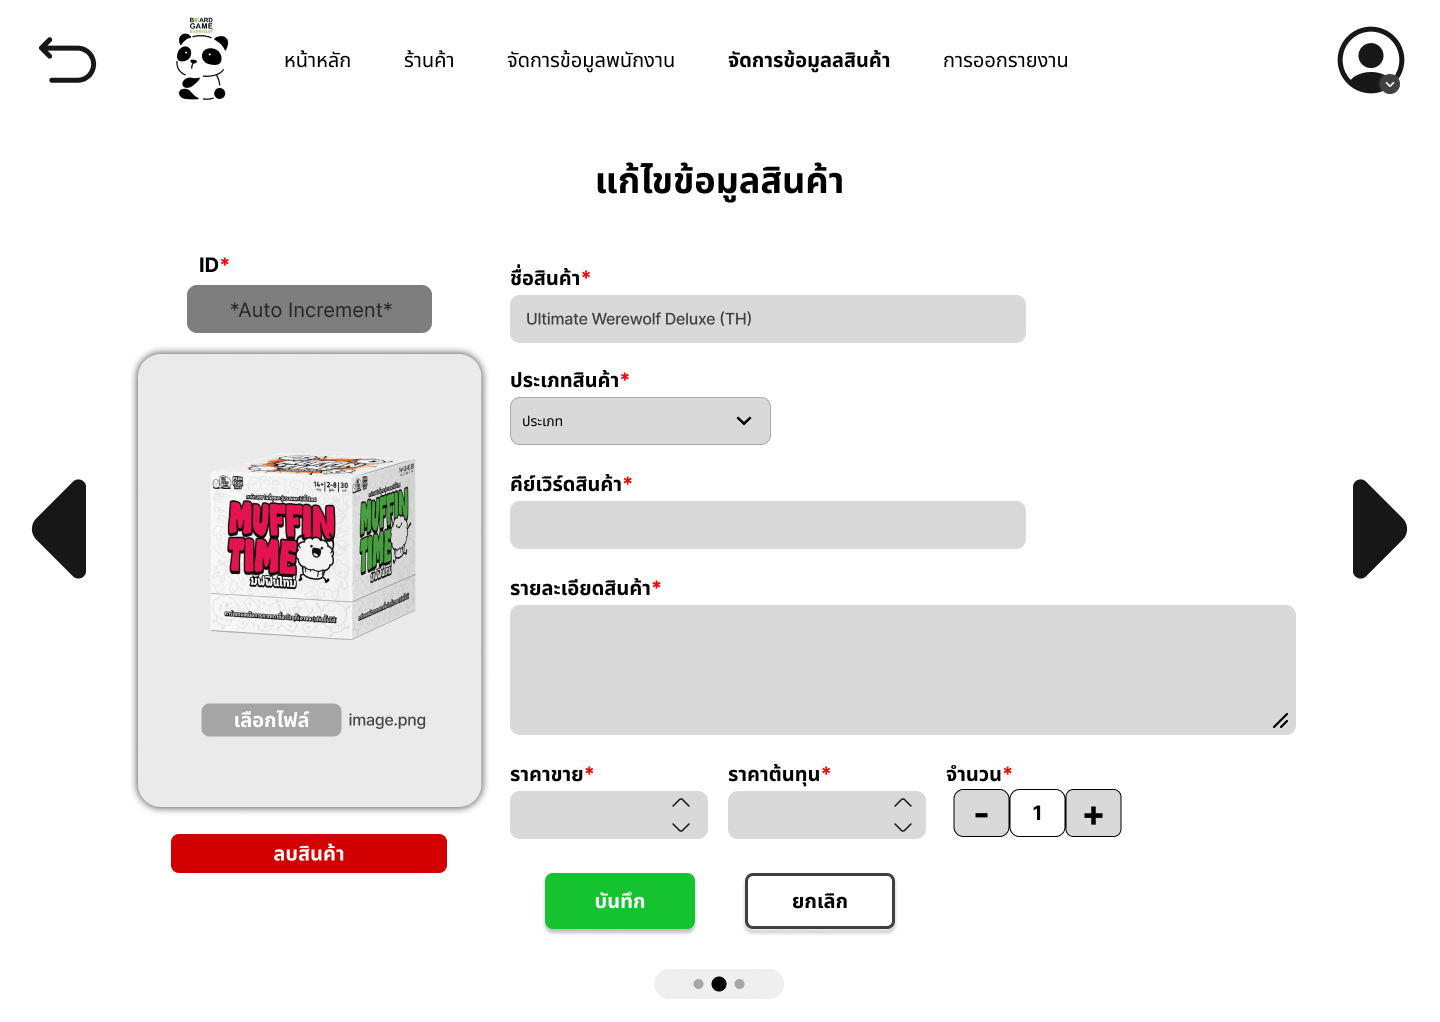 BOARD
GAME
EVERYDAY
หน้าหลัก
ร้านค้า
จัดการข้อมูลพนักงาน
จัดการข้อมูลลสินค้า
การออกรายงาน
แก้ไขข้อมูลสินค้า
ID*
*Auto Increment*
14+ 2-8 30
MUFFIN
TIME
มัฟฟินไทม์
MUFFIN
TIME
เลือกไฟล์ image.png
ลบสินค้า
ชื่อสินค้า*
Ultimate Werewolf Deluxe (TH)
ประเภทสินค้า*
ประเภท
คีย์เวิร์ดสินค้า*
รายละเอียดสินค้า*
ราคาขาย*
ราคาต้นทุน*
จำนวน*
- 1 +
บันทึก
ยกเลิก